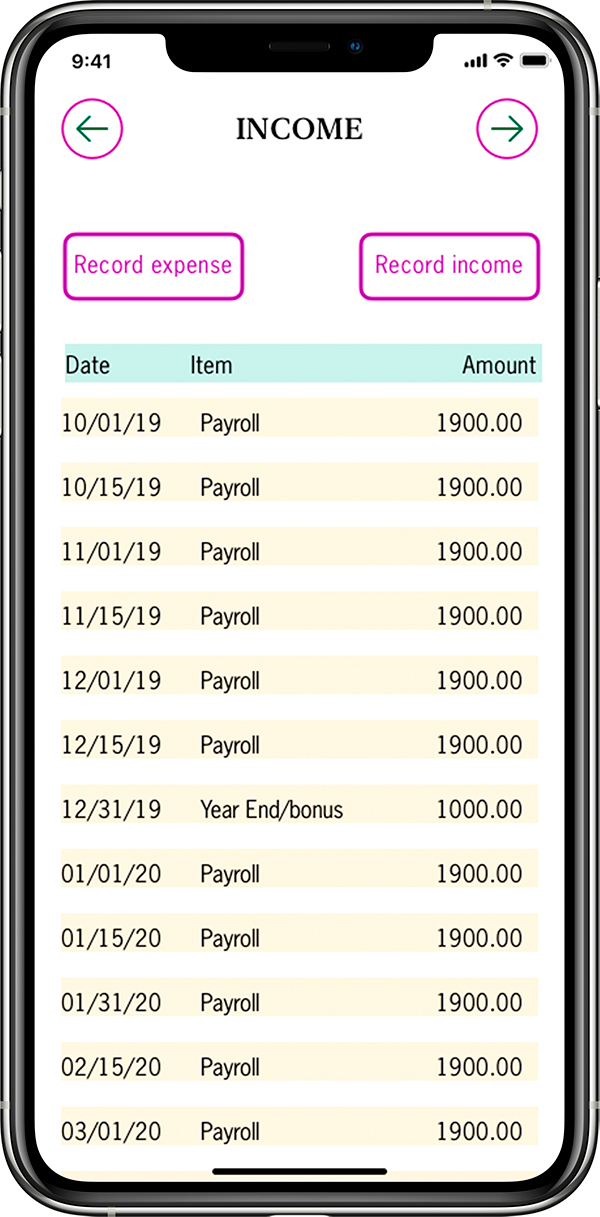 9:41
INCOME
Record expense Record income
Date Item Amount
10/01/19 Payroll 1900.00
10/15/19 Payroll 1900.00
11/01/19 Payroll 1900.00
11/15/19 Payroll 1900.00
12/01/19 Payroll 1900.00
12/15/19 Payroll 1900.00
12/31/19 Year End/bonus 1000.00
01/01/20 Payroll 1900.00
01/15/20 Payroll 1900.00
01/31/20 Payroll 1900.00
02/15/20 Payroll 1900.00
03/01/20 Payroll 1900.00